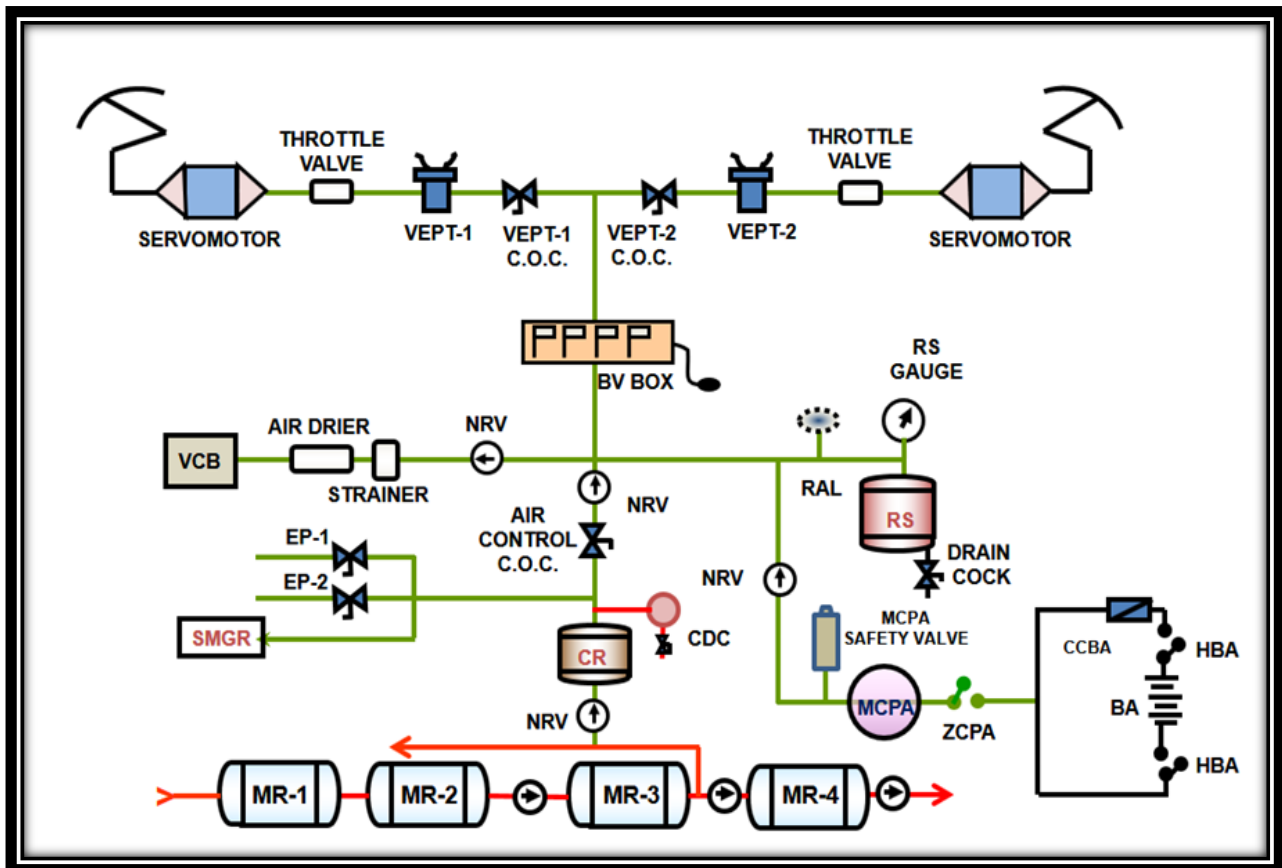 THROTTLE
VALVE
THROTTLE
VALVE
SERVOMOTOR
VEPT-1
VEPT-1
C.O.C.
VEPT-2
C.O.C.
VEPT-2
SERVOMOTOR
BV BOX
RS
GAUGE
VCB
AIR DRIER
STRAINER
NRV
NRV
RAL
RS
AIR
CONTROL
C.O.C.
DRAIN
COCK
EP-1
EP-2
SMGR
NRV
MCPA
SAFETY VALVE
CDC
CR
CCBA
HBA
MCPA
ZCPA
BA
HBA
NRV
MR-1
MR-2
MR-3
MR-4